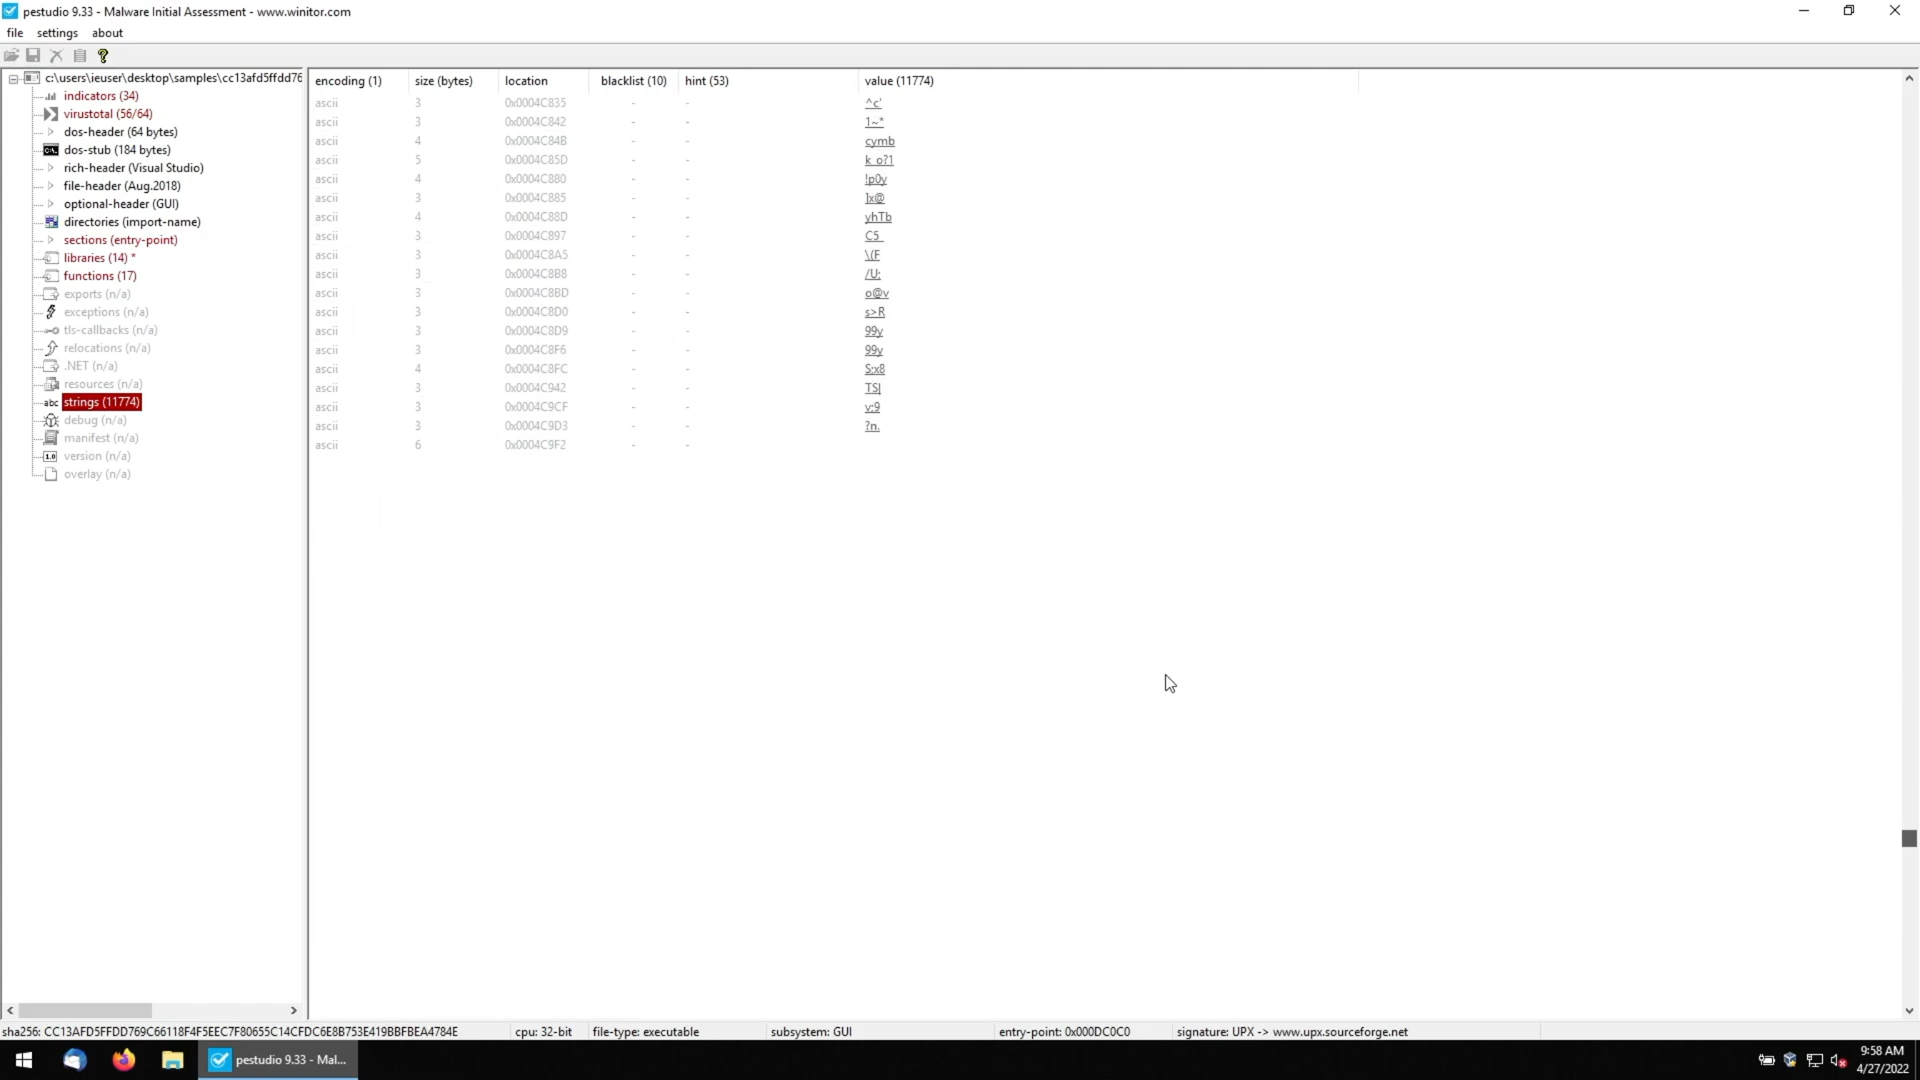 pestudio 9.33 - Malware Initial Assessment - www.winitor.com
file settings about
c:\users\ieuser\desktop\samples\cc13afd5ffdd76
indicators (34)
virustotal (56/64)
dos-header (64 bytes)
dos-stub (184 bytes)
rich-header (Visual Studio)
file-header (Aug.2018)
optional-header (GUI)
directories (import-name)
sections (entry-point)
libraries (14) *
functions (17)
exports (n/a)
exceptions (n/a)
tls-callbacks (n/a)
relocations (n/a)
.NET (n/a)
resources (n/a)
abc strings (11774)
debug (n/a)
manifest (n/a)
1.0 version (n/a)
overlay (n/a)
encoding (1) size (bytes) location blacklist (10) hint (53) value (11774)
ascii 3 0x0004C835 - - ^c'
ascii 3 0x0004C842 - - 1~*
ascii 4 0x0004C84B - - cymb
ascii 5 0x0004C85D - - k o?1
ascii 4 0x0004C880 - - !p0y
ascii 3 0x0004C885 - - ]x@
ascii 4 0x0004C88D - - yhTb
ascii 3 0x0004C897 - - C5_
ascii 3 0x0004C8A5 - - \(F
ascii 3 0x0004C8B8 - - /U;
ascii 3 0x0004C8BD - - o@v
ascii 3 0x0004C8D0 - - s>R
ascii 3 0x0004C8D9 - - 99y
ascii 3 0x0004C8F6 - - 99y
ascii 4 0x0004C8FC - - S:x8
ascii 3 0x0004C942 - - TS|
ascii 3 0x0004C9CF - - v;9
ascii 3 0x0004C9D3 - - ?n.
ascii 6 0x0004C9F2 - -
sha256: CC13AFD5FFDD769C66118F4F5EEC7F80655C14CFDC6E8B753E419BBFBEA4784E cpu: 32-bit file-type: executable subsystem: GUI entry-point: 0x000DC0C0 signature: UPX -> www.upx.sourceforge.net
pestudio 9.33 - Mal...
9:58 AM
4/27/2022